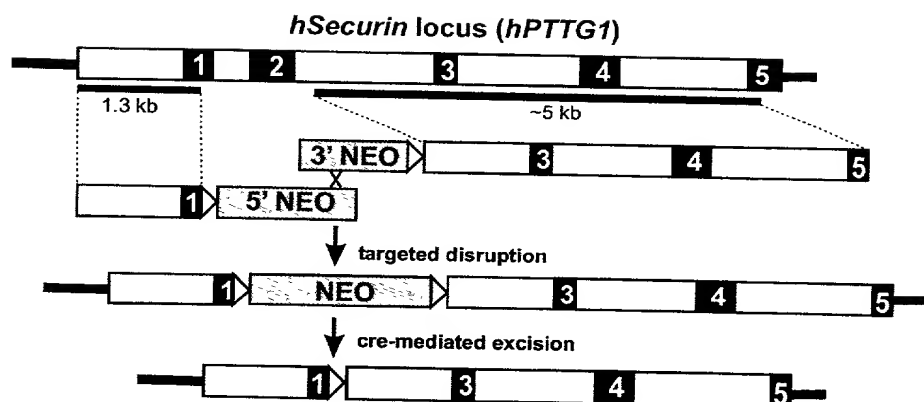 hSecurin locus (hPTTG1)
1 2 3 4 5
1.3 kb ~5 kb
3' NEO 3 4 5
1 5' NEO
targeted disruption
1 NEO 3 4 5
cre-mediated excision
1 3 4 5